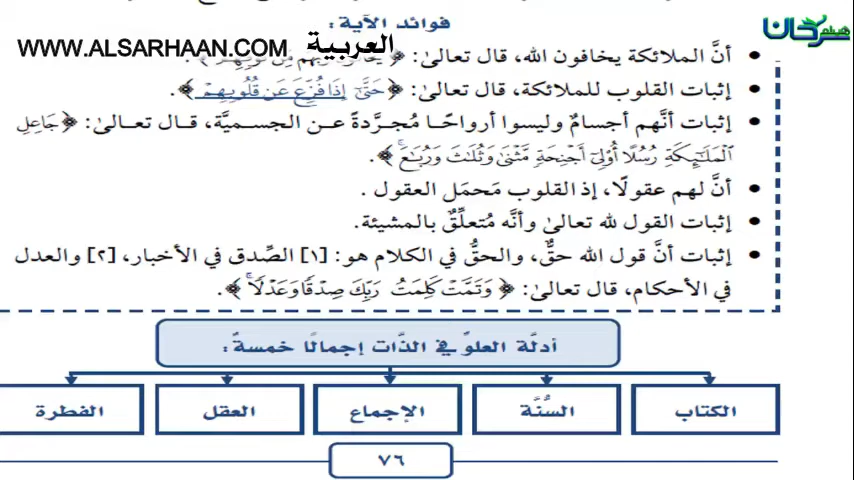 فوائد الآية:
WWW.ALSARHAAN.COM العربية
هيثم سرحان
• أنَّ الملائكة يخافون الله، قال تعالىٰ: ﴿
• إثبات القلوب للملائكة، قال تعالىٰ: ﴿حَتَّىٰٓ إِذَا فُزِّعَ عَن قُلُوبِهِمْ﴾.
• إثبات أنَّهم أجسامٌ وليسوا أرواحًا مُجرَّدةً عن الجسميَّة، قال تعالىٰ: ﴿جَاعِلِ
ٱلْمَلَٰٓئِكَةِ رُسُلًا أُو۟لِىٓ أَجْنِحَةٍ مَّثْنَىٰ وَثُلَٰثَ وَرُبَٰعَ ۚ﴾.
• أنَّ لهم عقولًا، إذ القلوب مَحمَل العقول .
• إثبات القول لله تعالىٰ وأنَّه مُتعلِّقٌ بالمشيئة.
• إثبات أنَّ قول الله حقٌّ، والحقُّ في الكلام هو: [١] الصِّدق في الأخبار، [٢] والعدل
في الأحكام، قال تعالىٰ: ﴿وَتَمَّتْ كَلِمَتُ رَبِّكَ صِدْقًا وَعَدْلًا ۚ﴾.
أدلَّة العلوِّ في الذَّات إجمالًا خمسةٌ:
الكتاب
السُّنَّة
الإجماع
العقل
الفطرة
٧٦